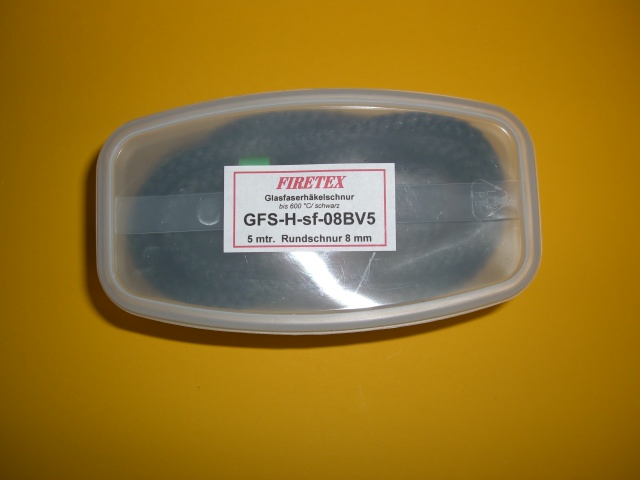 FIRETEX
Glasfaserhäkelschnur
bis 600 °C/ schwarz
GFS-H-sf-08BV5
5 mtr. Rundschnur 8 mm